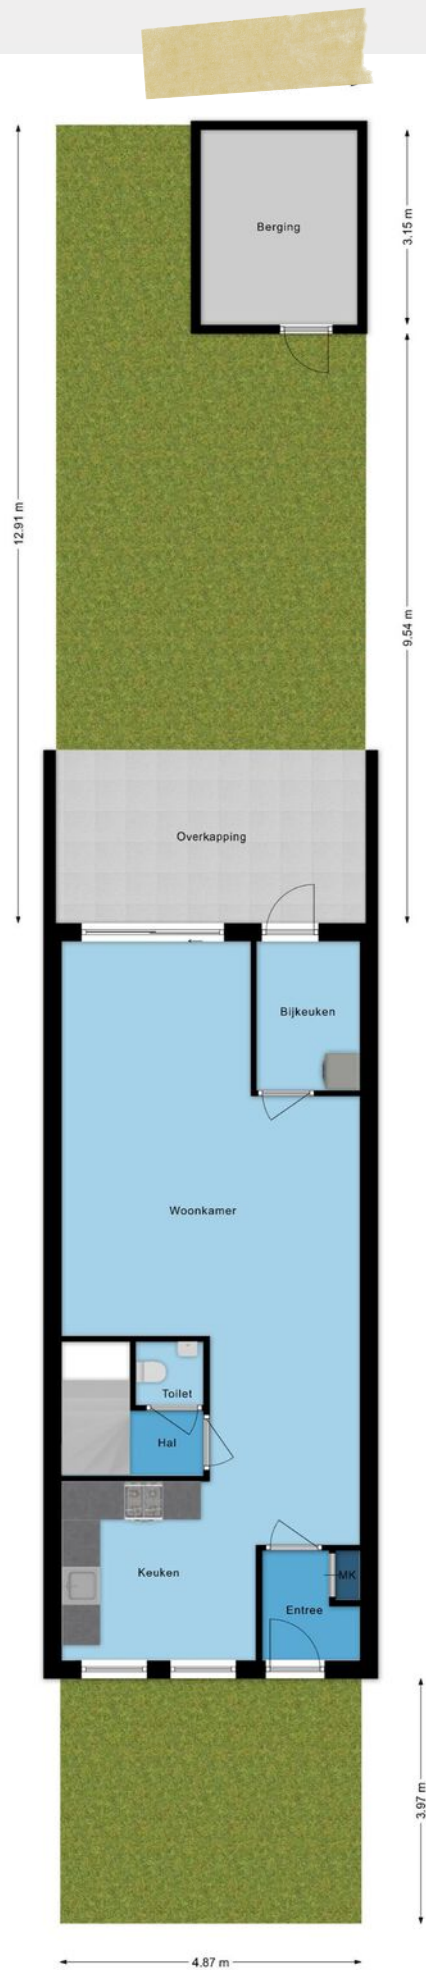 Berging
3.15 m
12.91 m
9.54 m
Overkapping
Bijkeuken
Woonkamer
Toilet
Hal
Keuken
MK
Entree
3.97 m
4.87 m